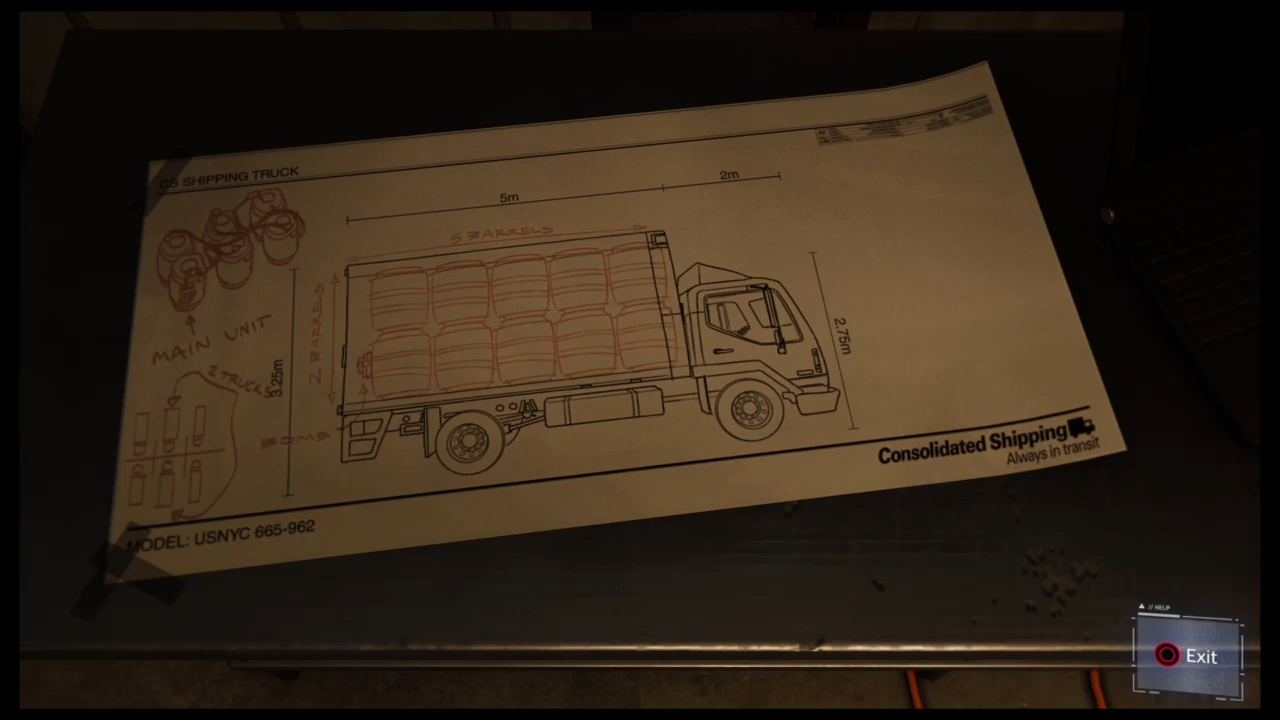 CS SHIPPING TRUCK
5m
2m
5 BARRELS
2 BARRELS
3.25m
2.75m
MAIN UNIT
2 TRUCKS
BOMB
Consolidated Shipping
Always in transit
MODEL: USNYC 665-962
// HELP
Exit